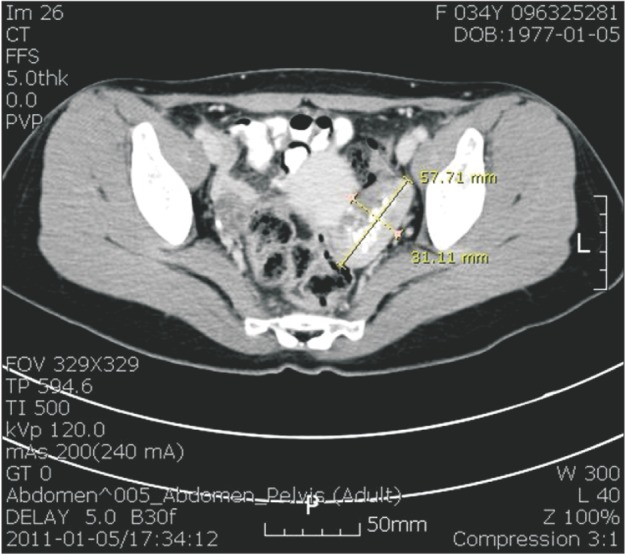 Im 26
CT
FFS
5.0thk
0.0
PVP
F 034Y 096325281
DOB:1977-01-05
57.71 mm
31.11 mm
L
FOV 329X329
TP 594.6
TI 500
kVp 120.0
mAs 200(240 mA)
GT 0
Abdomen^005_Abdomen_Pelvis (Adult)
DELAY 5.0 B30f
2011-01-05/17:34:12
P
50mm
W 300
L 40
Z 100%
Compression 3:1